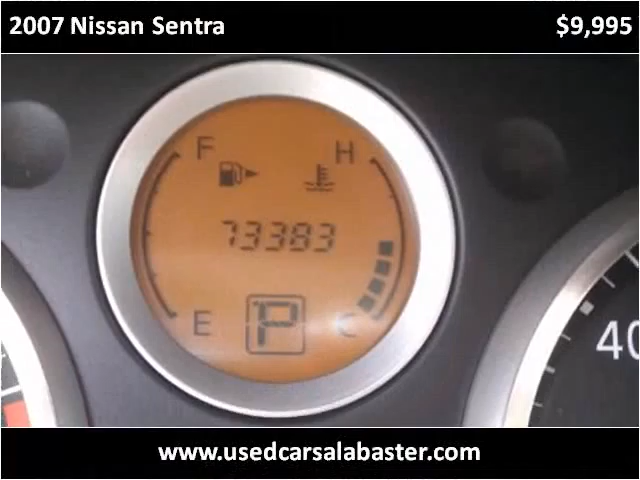 2007 Nissan Sentra $9,995
F H
73383
E P C
40
www.usedcarsalabaster.com